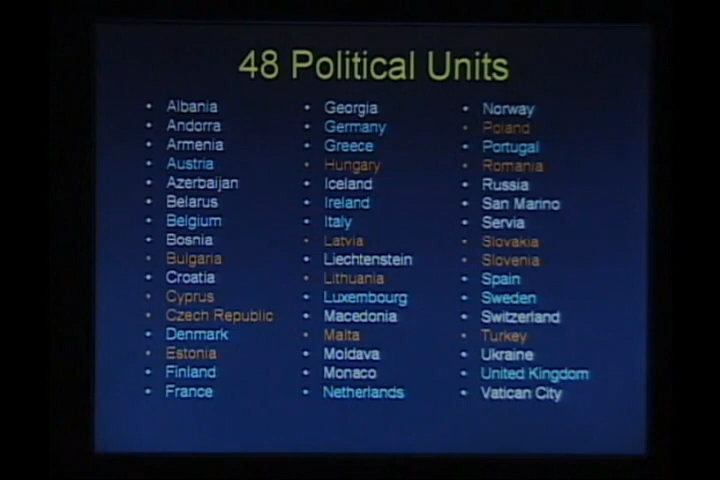 48 Political Units
• Albania
• Andorra
• Armenia
• Austria
• Azerbaijan
• Belarus
• Belgium
• Bosnia
• Bulgaria
• Croatia
• Cyprus
• Czech Republic
• Denmark
• Estonia
• Finland
• France
• Georgia
• Germany
• Greece
• Hungary
• Iceland
• Ireland
• Italy
• Latvia
• Liechtenstein
• Lithuania
• Luxembourg
• Macedonia
• Malta
• Moldava
• Monaco
• Netherlands
• Norway
• Poland
• Portugal
• Romania
• Russia
• San Marino
• Servia
• Slovakia
• Slovenia
• Spain
• Sweden
• Switzerland
• Turkey
• Ukraine
• United Kingdom
• Vatican City